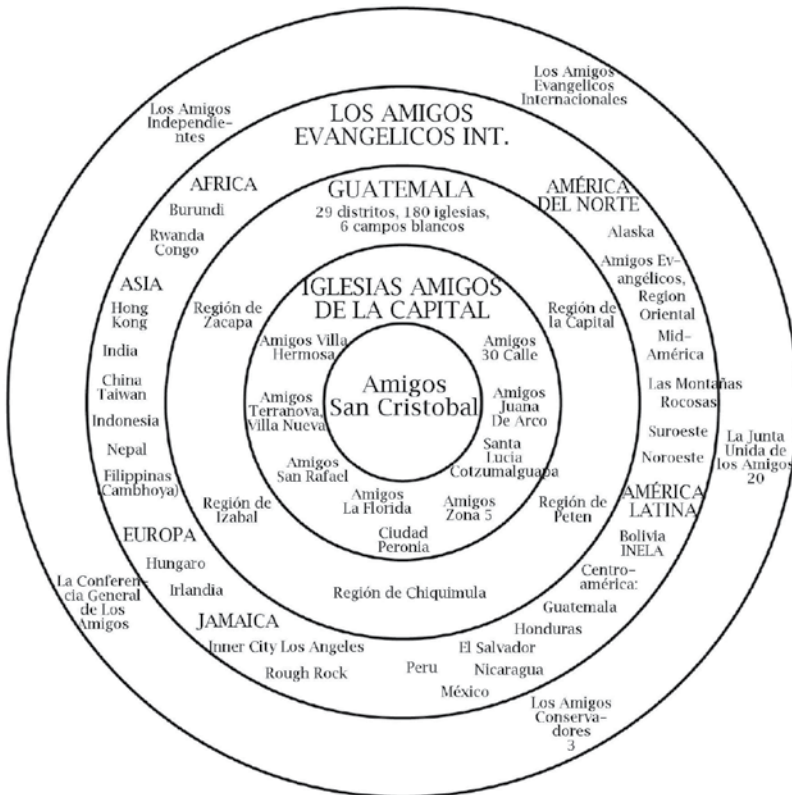 Los Amigos
Evangelicos
Internacionales
Los Amigos
Independie-
ntes
LOS AMIGOS
EVANGELICOS INT.
AFRICA
Burundi
Rwanda
Congo
ASIA
Hong
Kong
India
China
Taiwan
Indonesia
Nepal
Filippinas
(Cambhoya)
EUROPA
Hungaro
Irlandia
JAMAICA
Inner City Los Angeles
Rough Rock
AMÉRICA
DEL NORTE
Alaska
Amigos Ev-
angélicos,
Region
Oriental
Mid-
América
Las Montañas
Rocosas
Suroeste
Noroeste
AMÉRICA
LATINA
Bolivia
INELA
Centro-
américa:
Guatemala
Honduras
El Salvador
Nicaragua
Peru
México
GUATEMALA
29 distritos, 180 iglesias,
6 campos blancos
Región de
Zacapa
Región de
la Capital
Región de
Izabal
Región de
Peten
Región de Chiquimula
IGLESIAS AMIGOS
DE LA CAPITAL
Amigos Villa
Hermosa
Amigos
30 Calle
Amigos
Terranova,
Villa Nueva
Amigos
Juana
De Arco
Amigos
San Rafael
Santa
Lucia
Cotzumalguapa
Amigos
La Florida
Amigos
Zona 5
Ciudad
Peronia
Amigos
San Cristobal
La Junta
Unida de
los Amigos
20
La Conferen-
cia General
de Los
Amigos
Los Amigos
Conserva-
dores
3